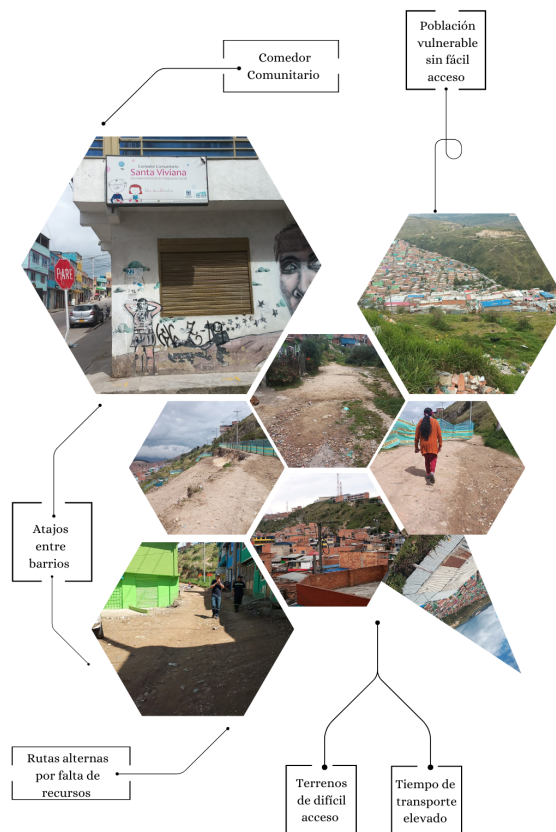 Población
vulnerable
sin fácil
acceso
Comedor
Comunitario
Comedor Comunitario
Santa Viviana
PARE
Atajos
entre
barrios
Rutas alternas
por falta de
recursos
Terrenos
de difícil
acceso
Tiempo de
transporte
elevado